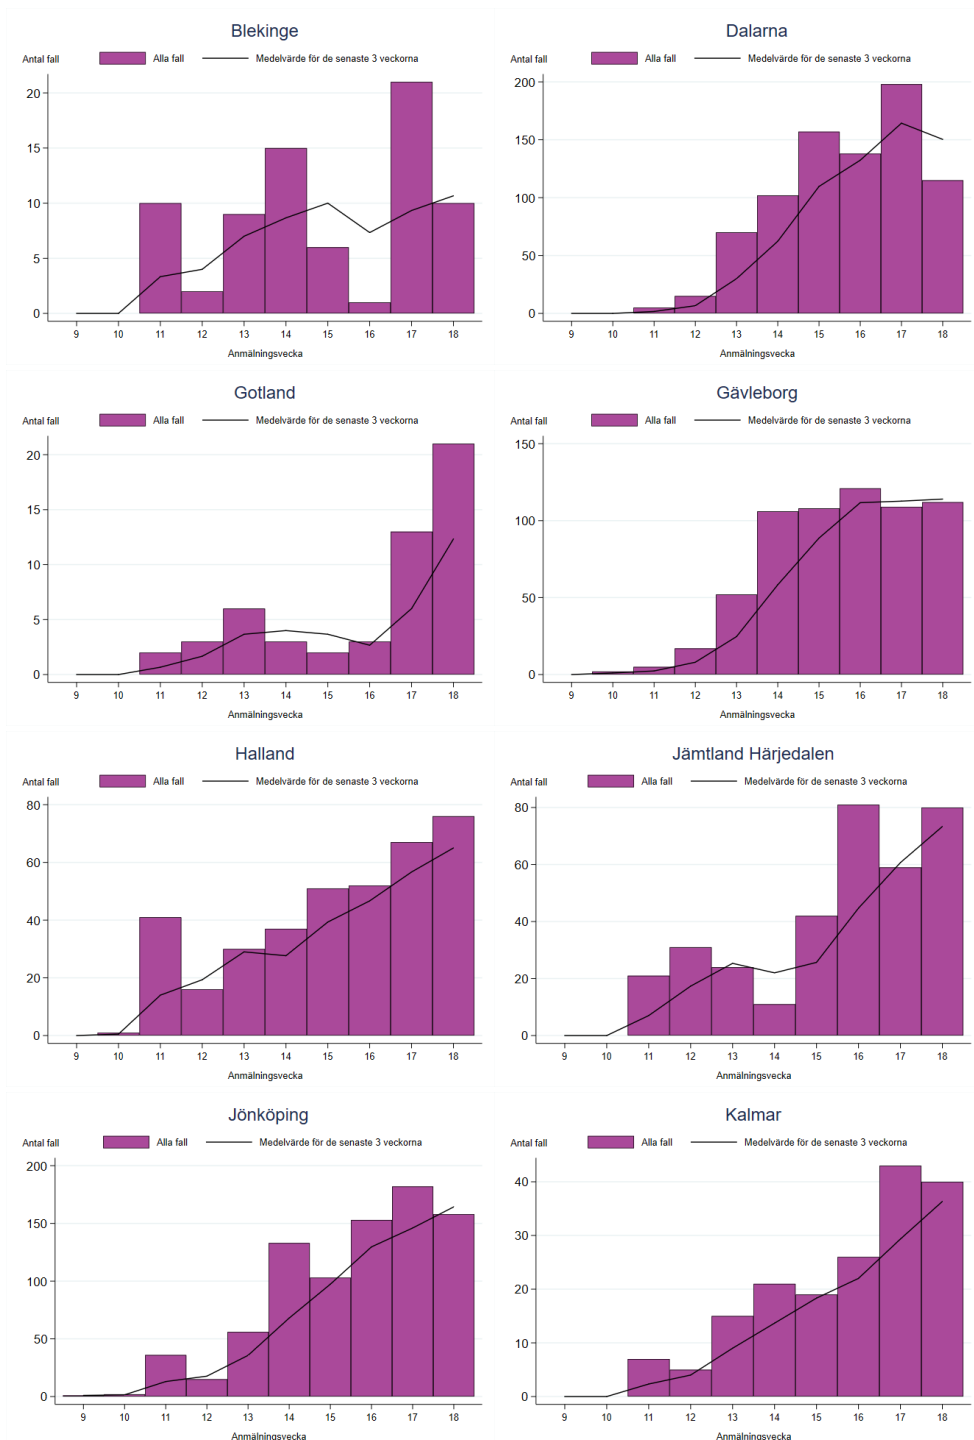 Blekinge
Antal fall Alla fall Medelvärde för de senaste 3 veckorna
20
15
10
5
0
9 10 11 12 13 14 15 16 17 18
Anmälningsvecka
Dalarna
Antal fall Alla fall Medelvärde för de senaste 3 veckorna
200
150
100
50
0
9 10 11 12 13 14 15 16 17 18
Anmälningsvecka
Gotland
Antal fall Alla fall Medelvärde för de senaste 3 veckorna
20
15
10
5
0
9 10 11 12 13 14 15 16 17 18
Anmälningsvecka
Gävleborg
Antal fall Alla fall Medelvärde för de senaste 3 veckorna
150
100
50
0
9 10 11 12 13 14 15 16 17 18
Anmälningsvecka
Halland
Antal fall Alla fall Medelvärde för de senaste 3 veckorna
80
60
40
20
0
9 10 11 12 13 14 15 16 17 18
Anmälningsvecka
Jämtland Härjedalen
Antal fall Alla fall Medelvärde för de senaste 3 veckorna
80
60
40
20
0
9 10 11 12 13 14 15 16 17 18
Anmälningsvecka
Jönköping
Antal fall Alla fall Medelvärde för de senaste 3 veckorna
200
150
100
50
0
9 10 11 12 13 14 15 16 17 18
Anmälningsvecka
Kalmar
Antal fall Alla fall Medelvärde för de senaste 3 veckorna
40
30
20
10
0
9 10 11 12 13 14 15 16 17 18
Anmälningsvecka